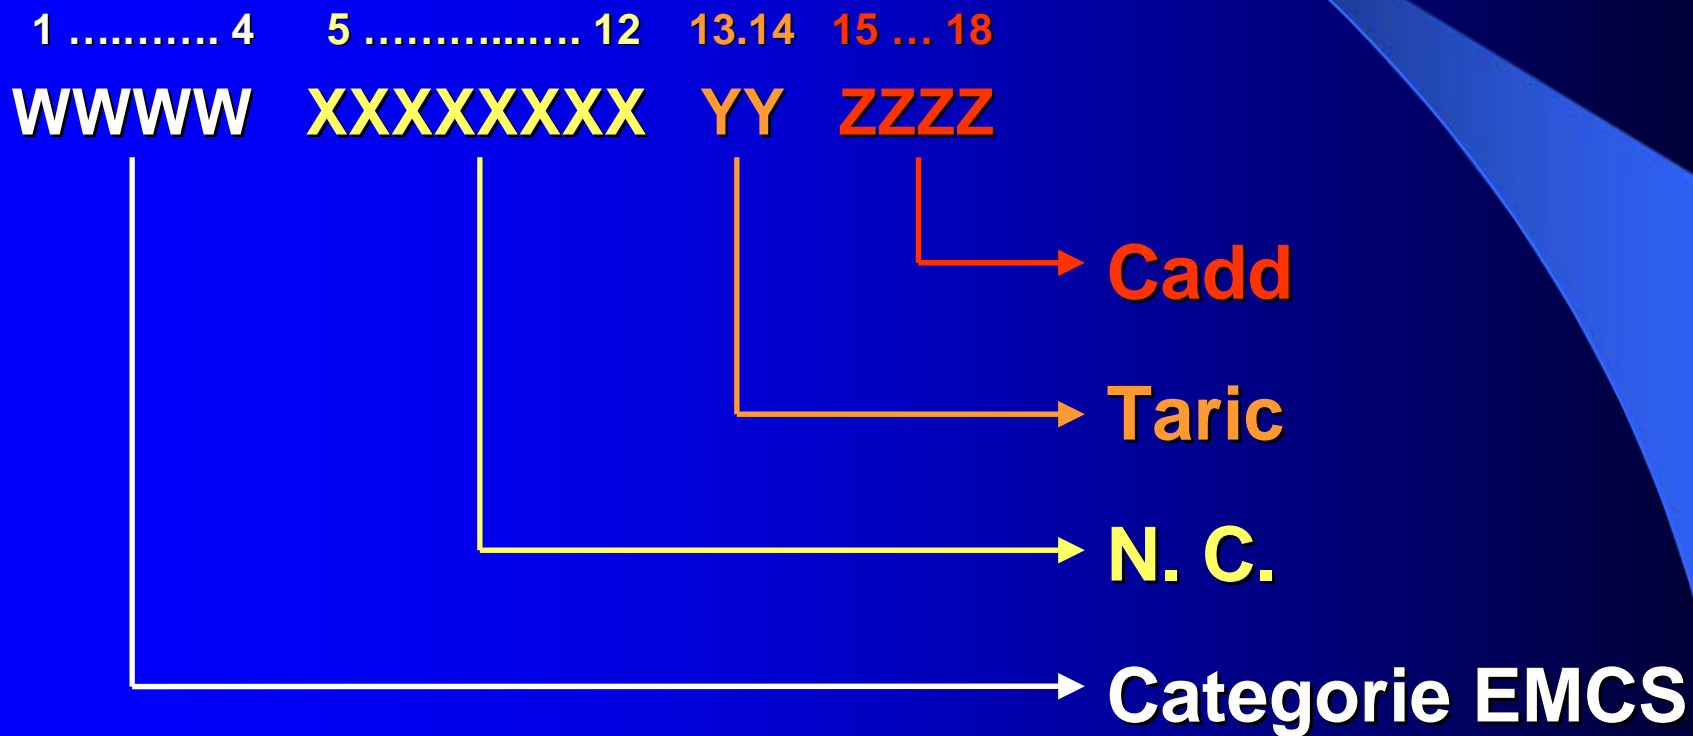 1 ………… 4 5 ……………… 12 13.14 15 … 18
WWWW XXXXXXXX YY ZZZZ
Cadd
Taric
N. C.
Categorie EMCS